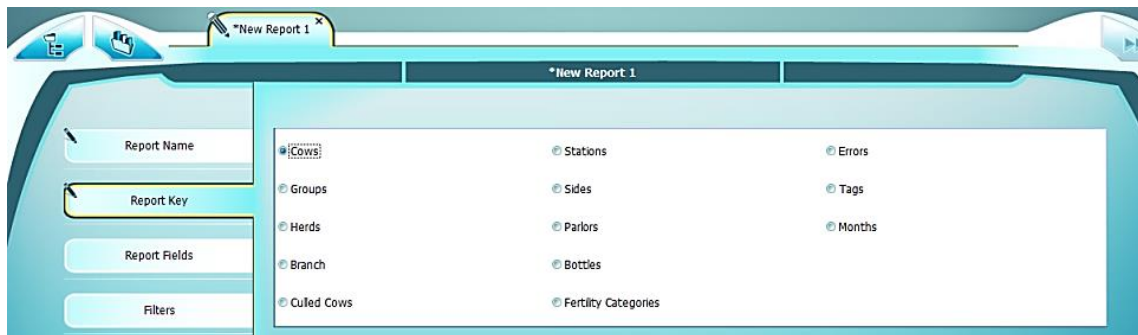 *New Report 1
*New Report 1
Report Name
Report Key
Report Fields
Filters
Cows
Stations
Errors
Groups
Sides
Tags
Herds
Parlors
Months
Branch
Bottles
Culled Cows
Fertility Categories